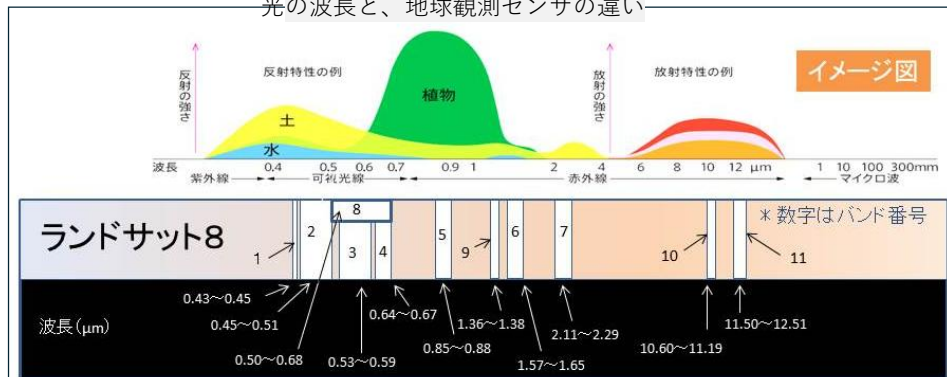 光の波長と、地球観測センサの違い
反射の強さ
反射特性の例
植物
土
水
放射の強さ
放射特性の例
イメージ図
波長 0.4 0.5 0.6 0.7 0.9 1 2 4 6 8 10 12 μm 1 10 100 300mm
紫外線 可視光線 赤外線 マイクロ波
ランドサット8
*数字はバンド番号
1 2 8 3 4 5 9 6 7 10 11
波長(μm)
0.43~0.45
0.45~0.51
0.50~0.68
0.53~0.59
0.64~0.67
0.85~0.88
1.36~1.38
1.57~1.65
2.11~2.29
10.60~11.19
11.50~12.51